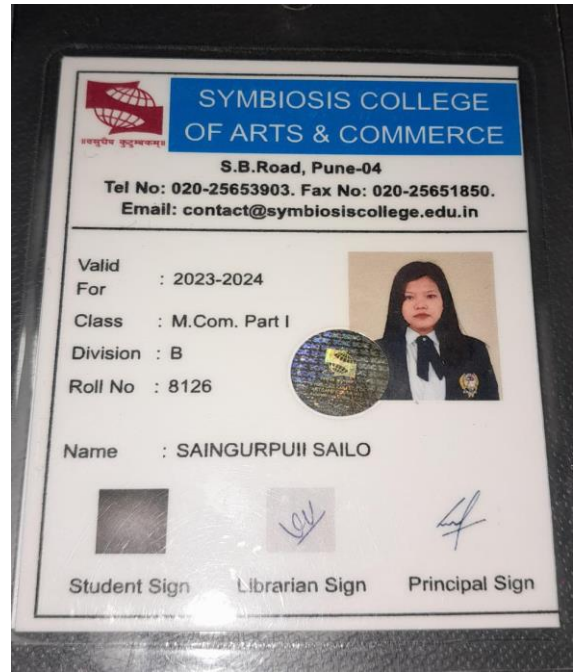 SYMBIOSIS COLLEGE
OF ARTS & COMMERCE
॥वसुधैव कुटुम्बकम्॥
S.B.Road, Pune-04
Tel No: 020-25653903. Fax No: 020-25651850.
Email: contact@symbiosiscollege.edu.in
Valid
For : 2023-2024
Class : M.Com. Part I
Division : B
Roll No : 8126
Name : SAINGURPUII SAILO
Student Sign Librarian Sign Principal Sign